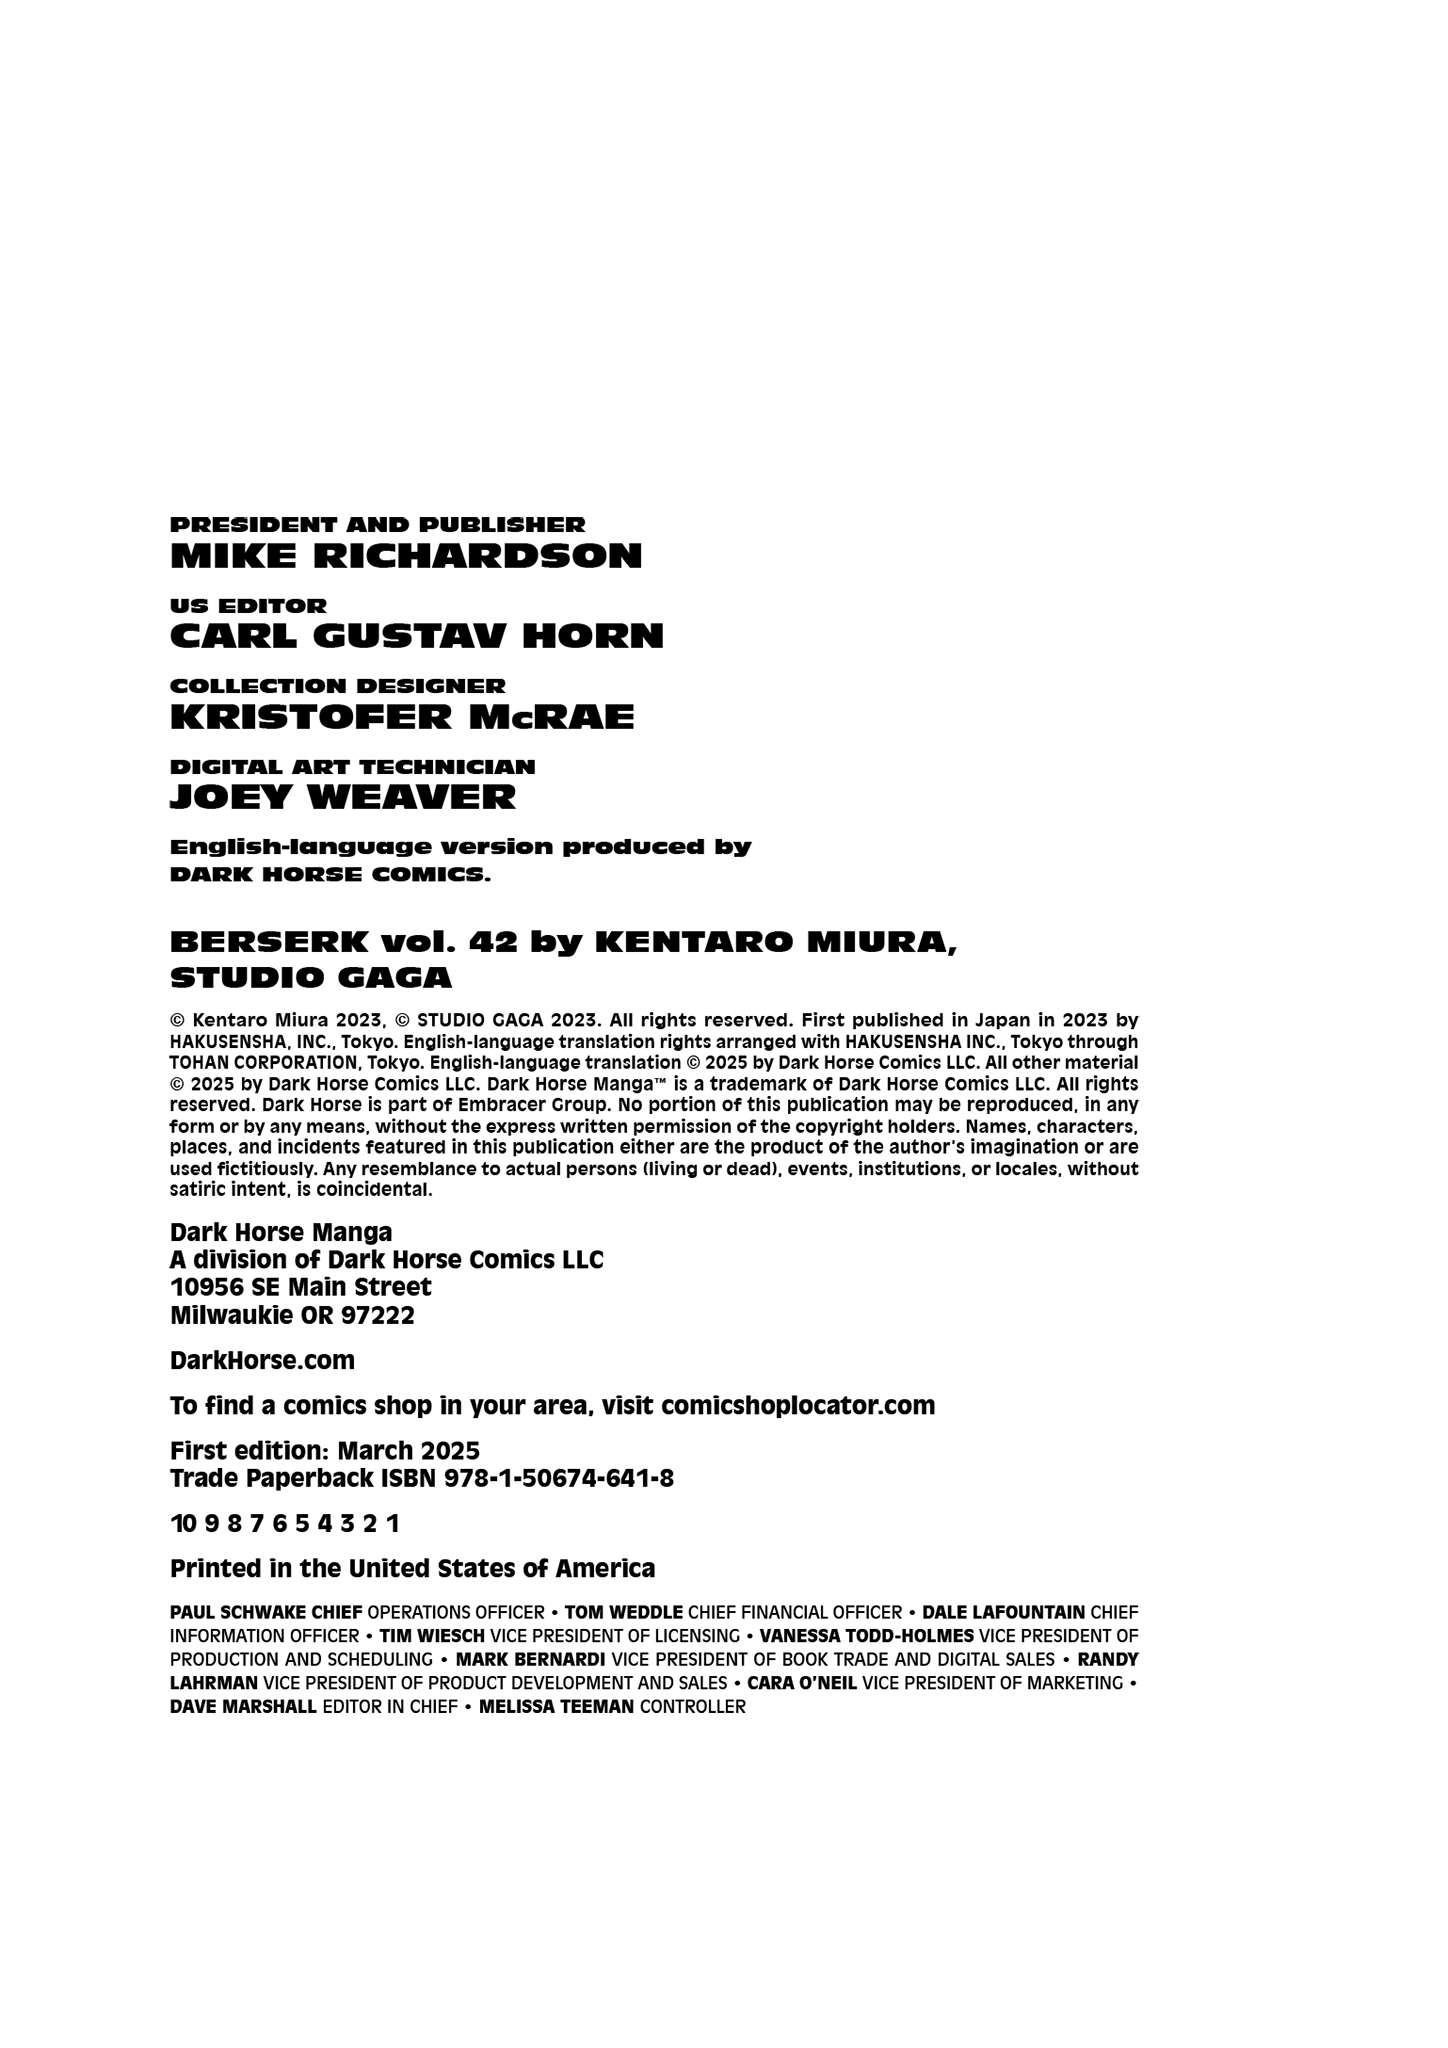 PRESIDENT AND PUBLISHER
MIKE RICHARDSON
US EDITOR
CARL GUSTAV HORN
COLLECTION DESIGNER
KRISTOFER McRAE
DIGITAL ART TECHNICIAN
JOEY WEAVER
English-language version produced by
DARK HORSE COMICS.
BERSERK vol. 42 by KENTARO MIURA,
STUDIO GAGA
© Kentaro Miura 2023, © STUDIO GAGA 2023. All rights reserved. First published in Japan in 2023 by
HAKUSENSHA, INC., Tokyo. English-language translation rights arranged with HAKUSENSHA INC., Tokyo through
TOHAN CORPORATION, Tokyo. English-language translation © 2025 by Dark Horse Comics LLC. All other material
© 2025 by Dark Horse Comics LLC. Dark Horse Manga™ is a trademark of Dark Horse Comics LLC. All rights
reserved. Dark Horse is part of Embracer Group. No portion of this publication may be reproduced, in any
form or by any means, without the express written permission of the copyright holders. Names, characters,
places, and incidents featured in this publication either are the product of the author's imagination or are
used fictitiously. Any resemblance to actual persons (living or dead), events, institutions, or locales, without
satiric intent, is coincidental.
Dark Horse Manga
A division of Dark Horse Comics LLC
10956 SE Main Street
Milwaukie OR 97222
DarkHorse.com
To find a comics shop in your area, visit comicshoplocator.com
First edition: March 2025
Trade Paperback ISBN 978-1-50674-641-8
10 9 8 7 6 5 4 3 2 1
Printed in the United States of America
PAUL SCHWAKE CHIEF OPERATIONS OFFICER • TOM WEDDLE CHIEF FINANCIAL OFFICER • DALE LAFOUNTAIN CHIEF
INFORMATION OFFICER • TIM WIESCH VICE PRESIDENT OF LICENSING • VANESSA TODD-HOLMES VICE PRESIDENT OF
PRODUCTION AND SCHEDULING • MARK BERNARDI VICE PRESIDENT OF BOOK TRADE AND DIGITAL SALES • RANDY
LAHRMAN VICE PRESIDENT OF PRODUCT DEVELOPMENT AND SALES • CARA O'NEIL VICE PRESIDENT OF MARKETING •
DAVE MARSHALL EDITOR IN CHIEF • MELISSA TEEMAN CONTROLLER